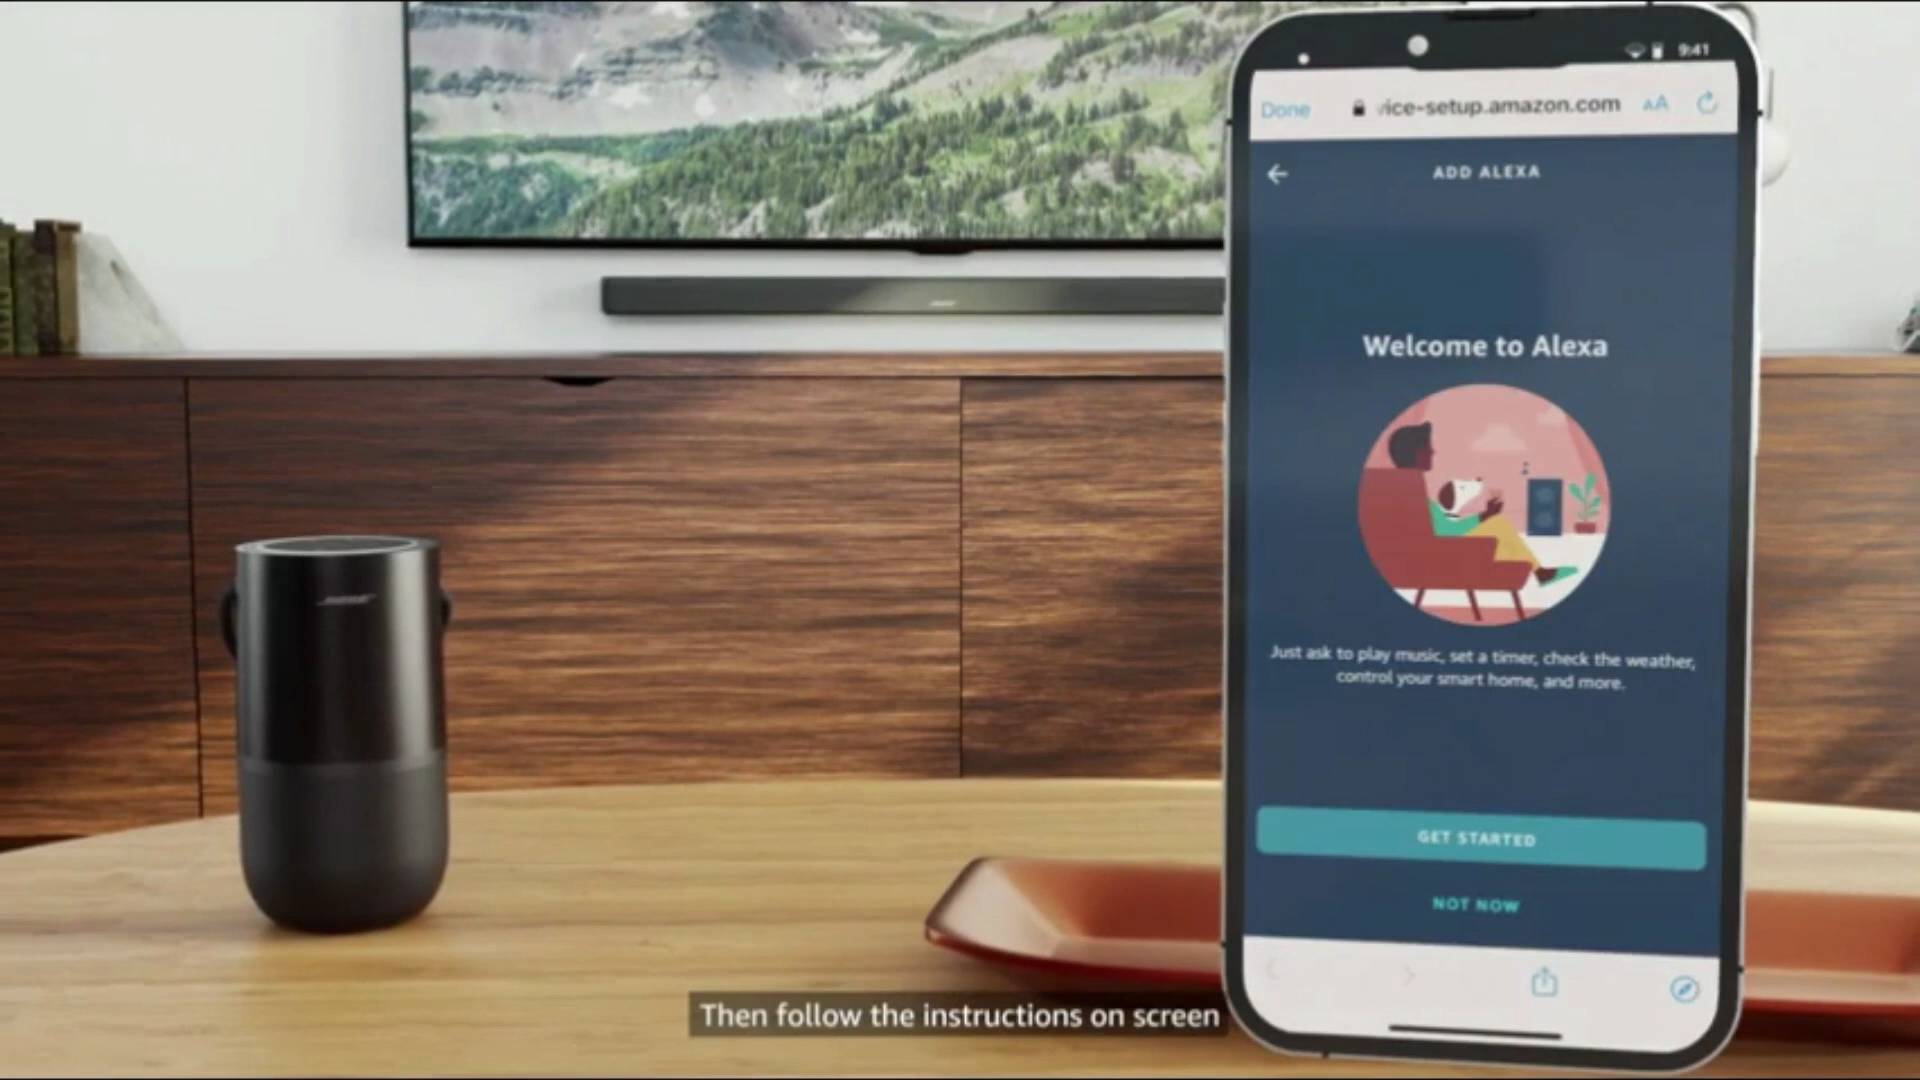 9:41
Done
vice-setup.amazon.com
AA
ADD ALEXA
Welcome to Alexa
Just ask to play music, set a timer, check the weather,
control your smart home, and more.
GET STARTED
NOT NOW
BOSE
Then follow the instructions on screen